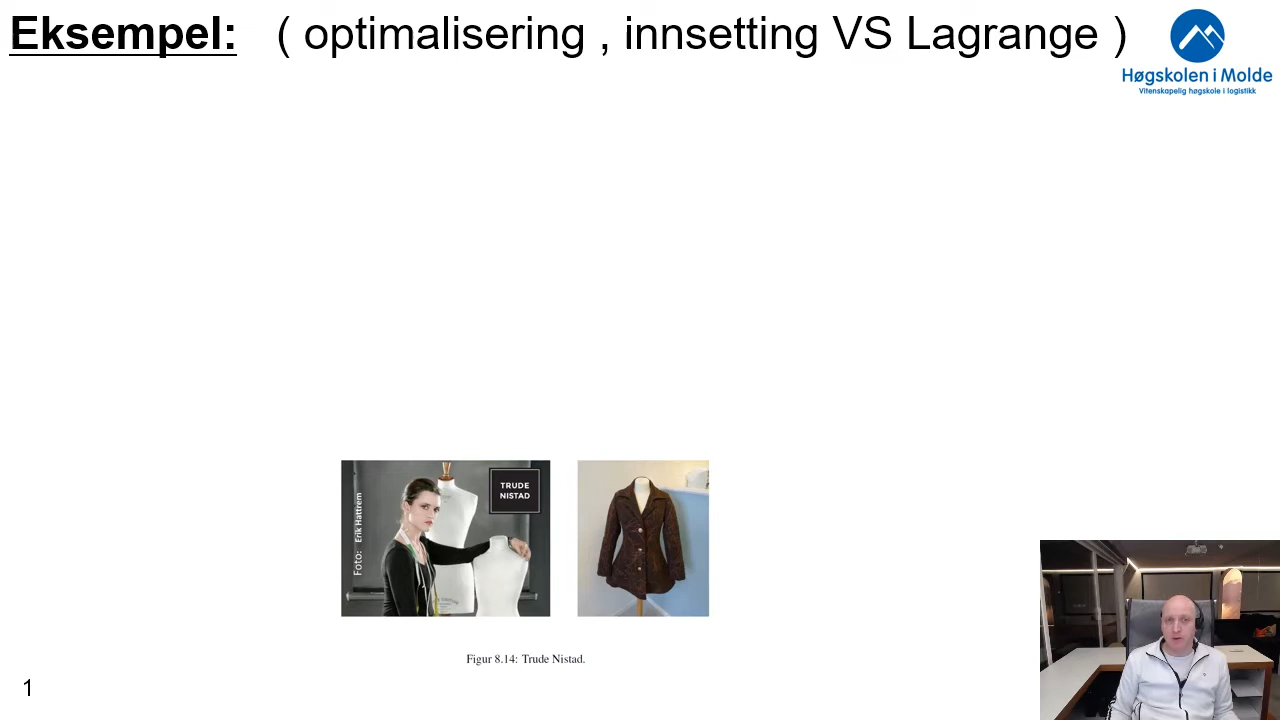 Eksempel: ( optimalisering , innsetting VS Lagrange )
Høgskolen i Molde
Vitenskapelig høgskole i logistikk
TRUDE
NISTAD
Foto: Erik Hattrem
Figur 8.14: Trude Nistad.
1